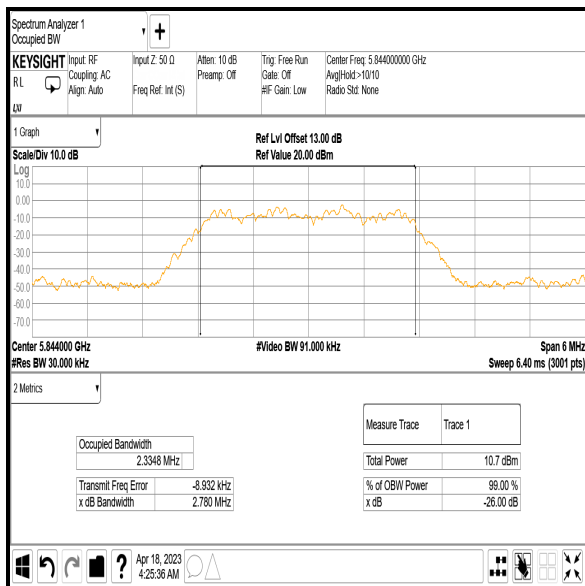 Spectrum Analyzer 1
Occupied BW
KEYSIGHT
RL
LXI
Input: RF
Coupling: AC
Align: Auto
Input Z: 50 Ω
Freq Ref: Int (S)
Atten: 10 dB
Preamp: Off
Trig: Free Run
Gate: Off
#IF Gain: Low
Center Freq: 5.844000000 GHz
Avg|Hold:>10/10
Radio Std: None
1 Graph
Scale/Div 10.0 dB
Ref Lvl Offset 13.00 dB
Ref Value 20.00 dBm
Log
10.0
0.00
-10.0
-20.0
-30.0
-40.0
-50.0
-60.0
-70.0
Center 5.844000 GHz
#Video BW 91.000 kHz
Span 6 MHz
#Res BW 30.000 kHz
Sweep 6.40 ms (3001 pts)
2 Metrics
Occupied Bandwidth
2.3348 MHz
Transmit Freq Error -8.932 kHz
x dB Bandwidth 2.780 MHz
Measure Trace Trace 1
Total Power 10.7 dBm
% of OBW Power 99.00 %
x dB -26.00 dB
?
Apr 18, 2023
4:25:36 AM